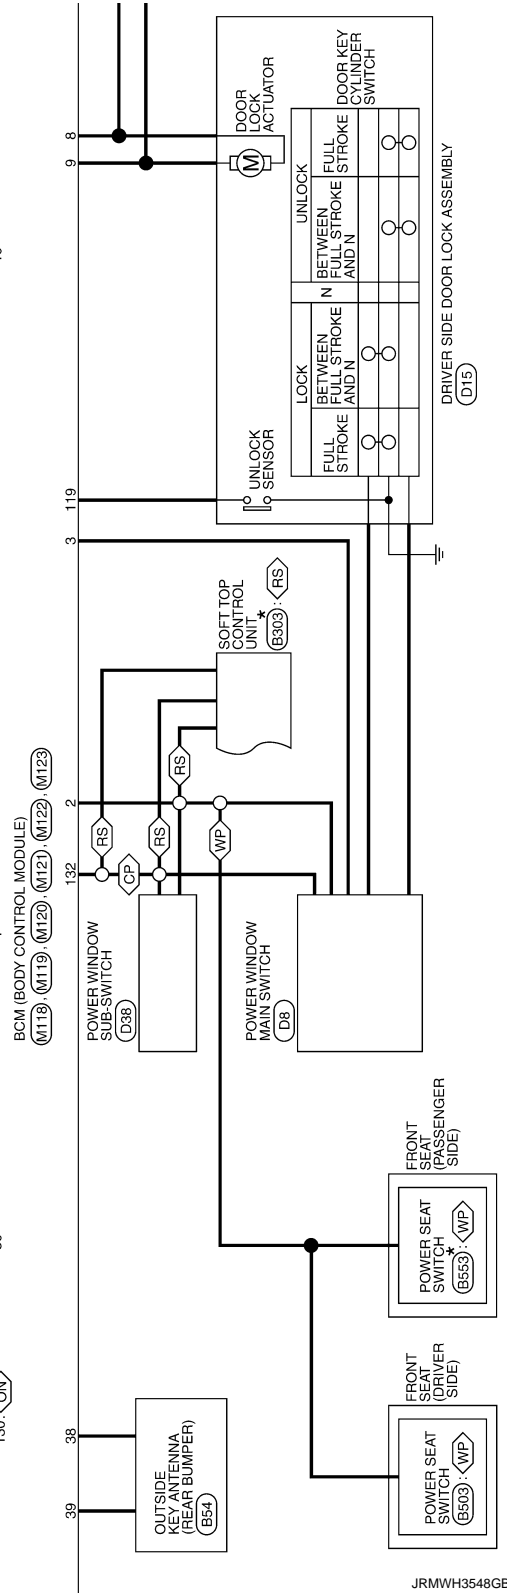 BCM (BODY CONTROL MODULE)
M118 , M119 , M120 , M121 , M122 , M123
39
38
132
2
3
119
9
8
OUTSIDE
KEY ANTENNA
(REAR BUMPER)
B54
POWER WINDOW
SUB-SWITCH
D38
CP
RS
RS
RS
WP
SOFT TOP
CONTROL
UNIT *
B303 : RS
POWER WINDOW
MAIN SWITCH
D8
FRONT
SEAT
(DRIVER
SIDE)
POWER SEAT
SWITCH
B503 : WP
FRONT
SEAT
(PASSENGER
SIDE)
POWER SEAT
SWITCH *
B553 : WP
UNLOCK
SENSOR
DOOR
LOCK
ACTUATOR
M
DOOR KEY
CYLINDER
SWITCH
LOCK
N
UNLOCK
FULL
STROKE
BETWEEN
FULL STROKE
AND N
BETWEEN
FULL STROKE
AND N
FULL
STROKE
DRIVER SIDE DOOR LOCK ASSEMBLY
D15
JRMWH3548GB